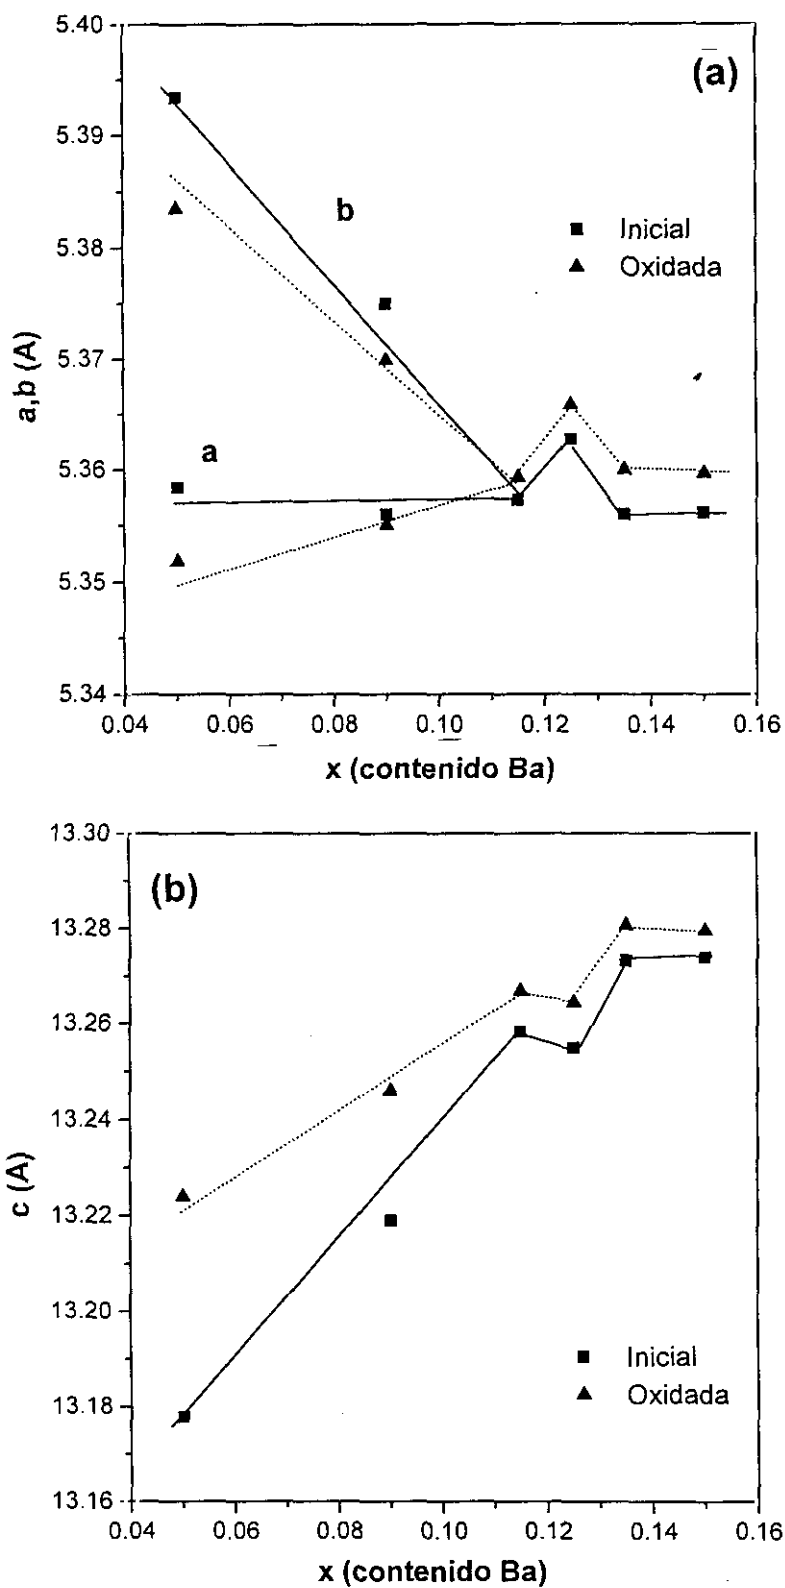 5.40
(a)
5.39
b
Inicial
5.38
Oxidada
a,b (A)
5.37
a
5.36
5.35
5.34
0.04 0.06 0.08 0.10 0.12 0.14 0.16
x (contenido Ba)
13.30
(b)
13.28
13.26
13.24
c (A)
13.22
13.20
Inicial
13.18
Oxidada
13.16
0.04 0.06 0.08 0.10 0.12 0.14 0.16
x (contenido Ba)